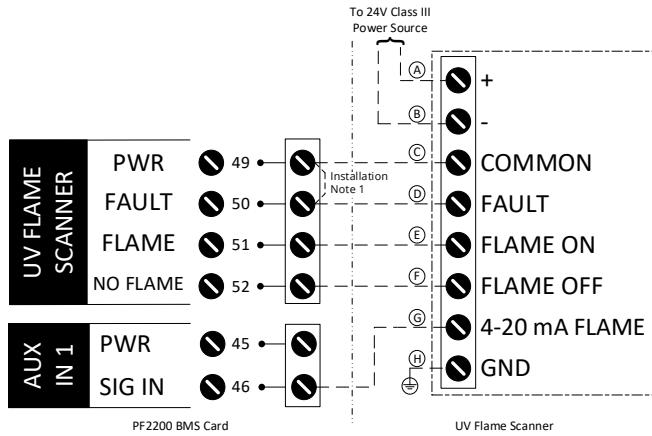 To 24V Class III
Power Source
A
+
B
-
UV FLAME
SCANNER
PWR
49
Installation
Note 1
C
COMMON
FAULT
50
D
FAULT
FLAME
51
E
FLAME ON
NO FLAME
52
F
FLAME OFF
AUX
IN 1
PWR
45
G
4-20 mA FLAME
SIG IN
46
H
GND
PF2200 BMS Card
UV Flame Scanner